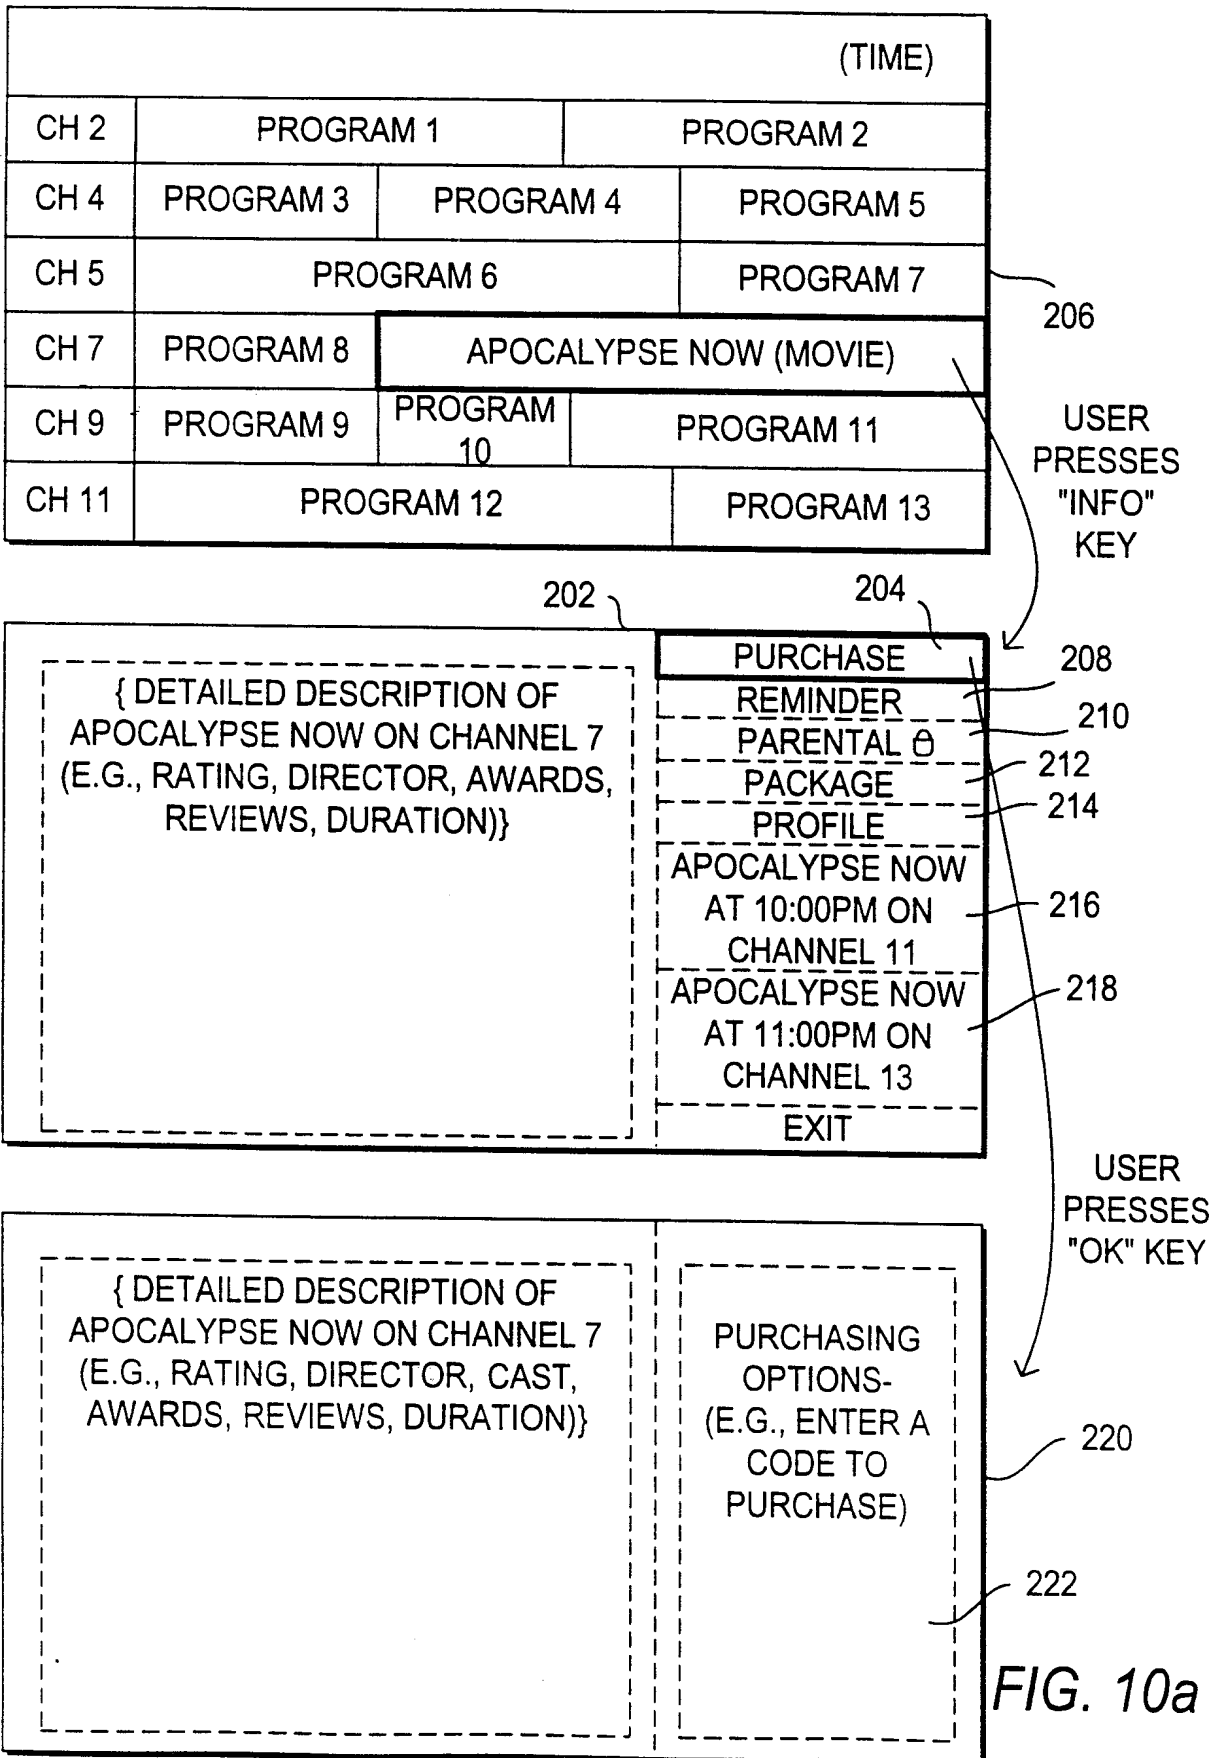 (TIME)
CH 2 PROGRAM 1 PROGRAM 2
CH 4 PROGRAM 3 PROGRAM 4 PROGRAM 5
CH 5 PROGRAM 6 PROGRAM 7
206
CH 7 PROGRAM 8 APOCALYPSE NOW (MOVIE)
CH 9 PROGRAM 9 PROGRAM
10 PROGRAM 11
CH 11 PROGRAM 12 PROGRAM 13
USER
PRESSES
"INFO"
KEY
202
204
{ DETAILED DESCRIPTION OF
APOCALYPSE NOW ON CHANNEL 7
(E.G., RATING, DIRECTOR, AWARDS,
REVIEWS, DURATION)}
PURCHASE
REMINDER
208
PARENTAL
210
PACKAGE
212
PROFILE
214
APOCALYPSE NOW
AT 10:00PM ON
CHANNEL 11
216
APOCALYPSE NOW
AT 11:00PM ON
CHANNEL 13
218
EXIT
USER
PRESSES
"OK" KEY
{ DETAILED DESCRIPTION OF
APOCALYPSE NOW ON CHANNEL 7
(E.G., RATING, DIRECTOR, CAST,
AWARDS, REVIEWS, DURATION)}
PURCHASING
OPTIONS-
(E.G., ENTER A
CODE TO
PURCHASE)
220
222
FIG. 10a